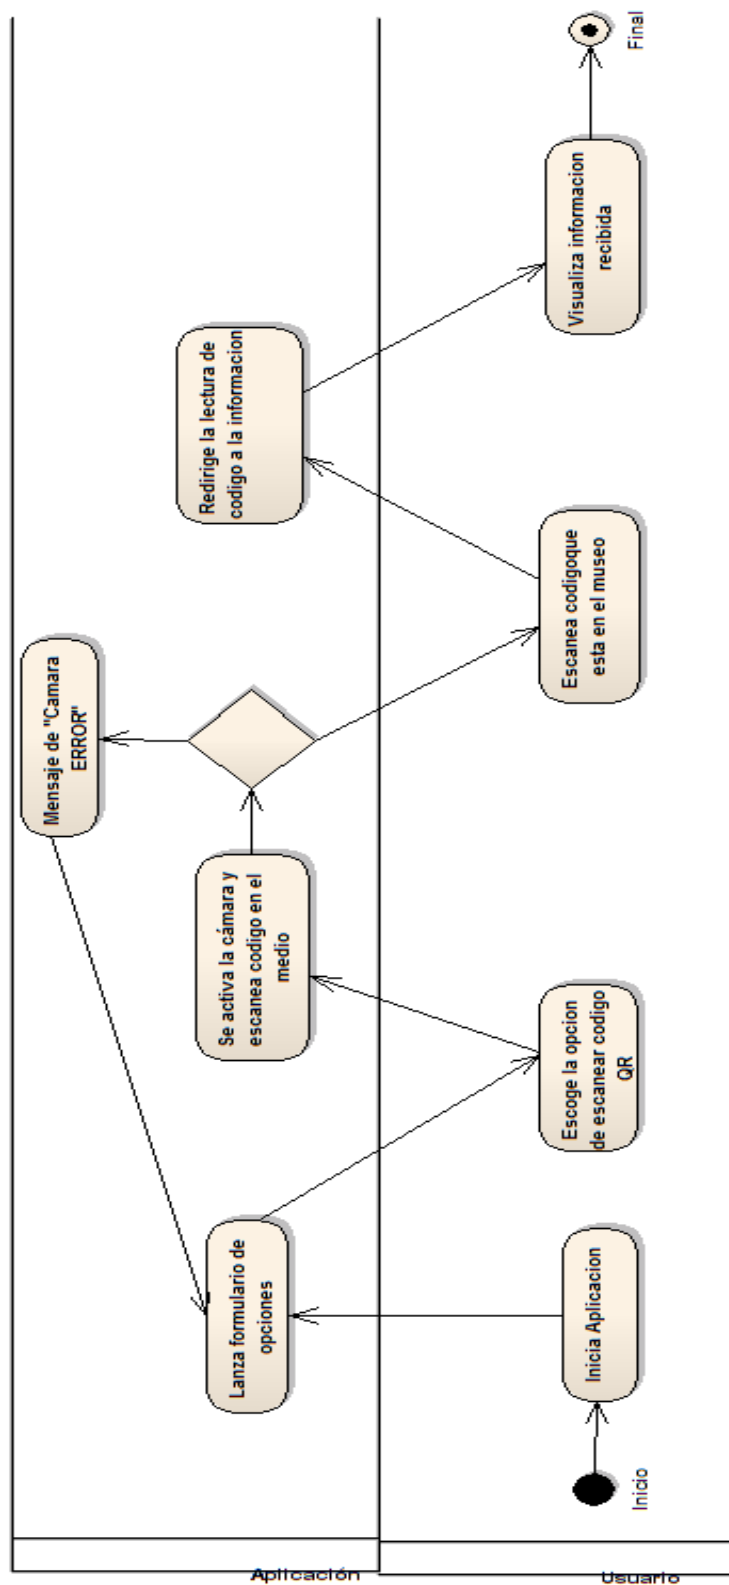 Aplicación
Mensaje de "Camara
ERROR"
Lanza formulario de
opciones
Se activa la cámara y
escanea codigo en el
medio
Redirige la lectura de
codigo a la informacion
Usuario
Inicio
Inicia Aplicacion
Escoge la opcion
de escanear codigo
QR
Escanea codigoque
esta en el museo
Visualiza informacion
recibida
Final